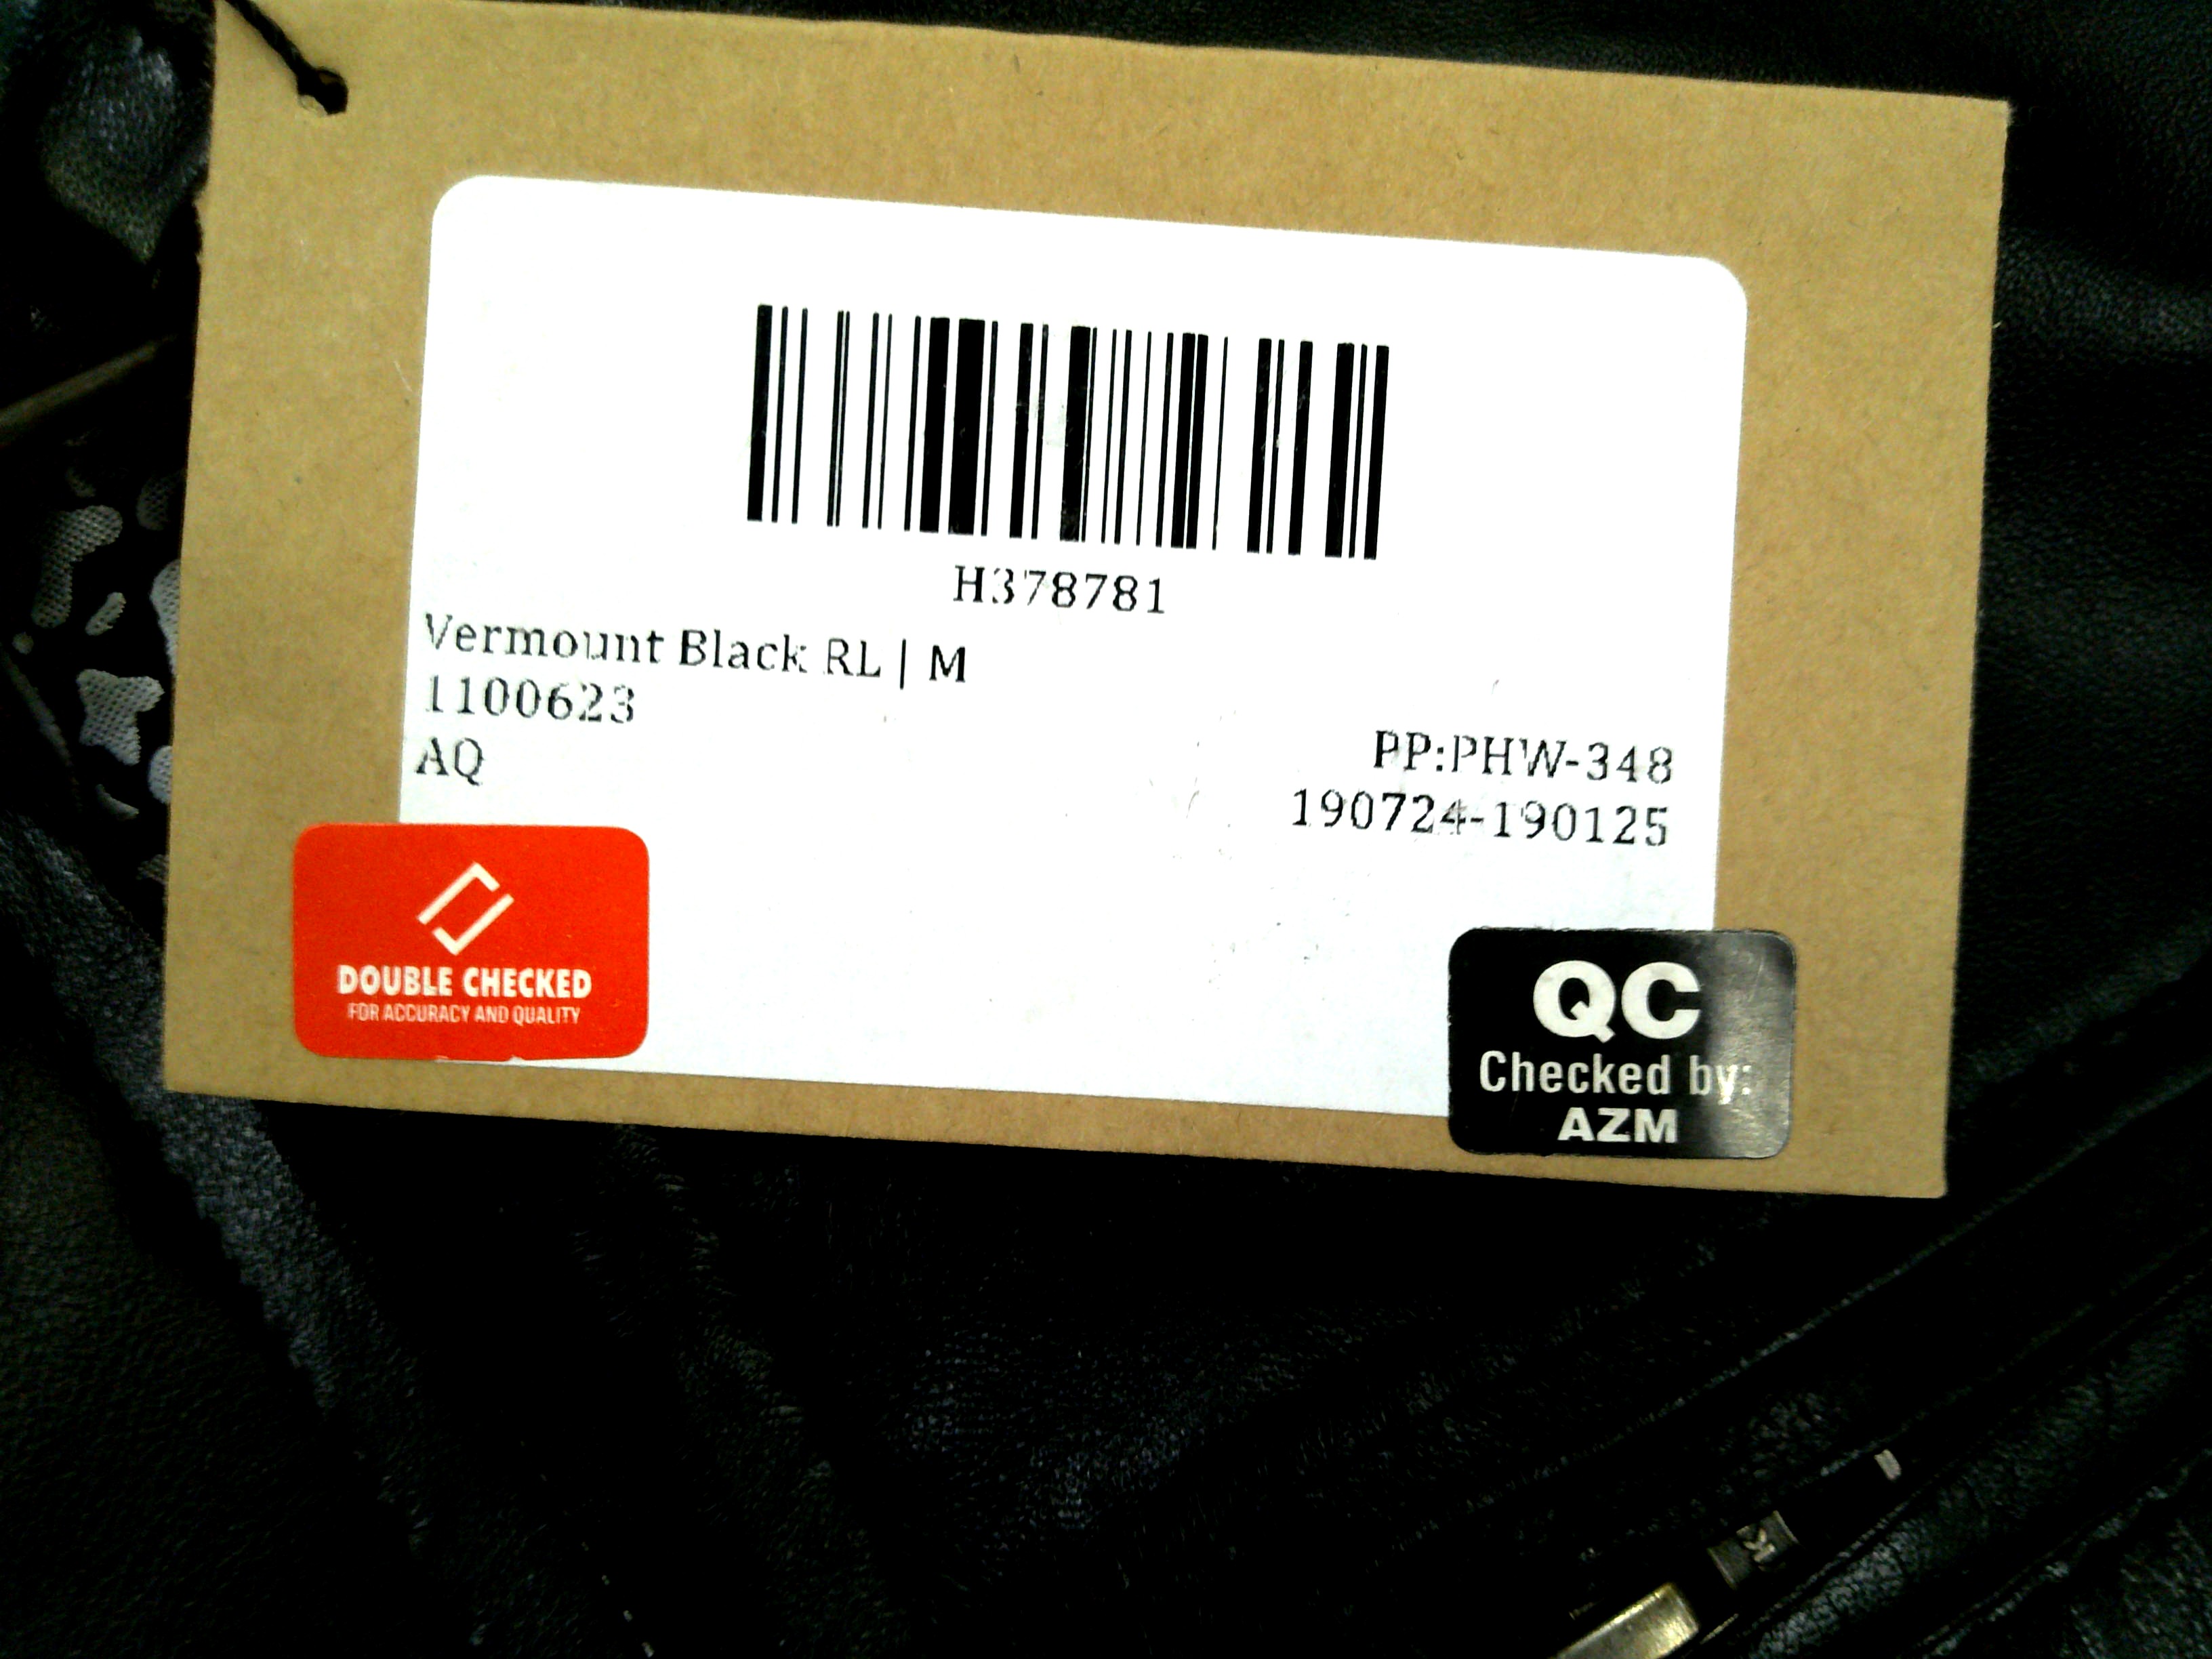 H378781
Vermount Black RL | M
1100623
AQ
PP:PHW-348
190724-190125
DOUBLE CHECKED
FOR ACCURACY AND QUALITY
QC
Checked by:
AZM